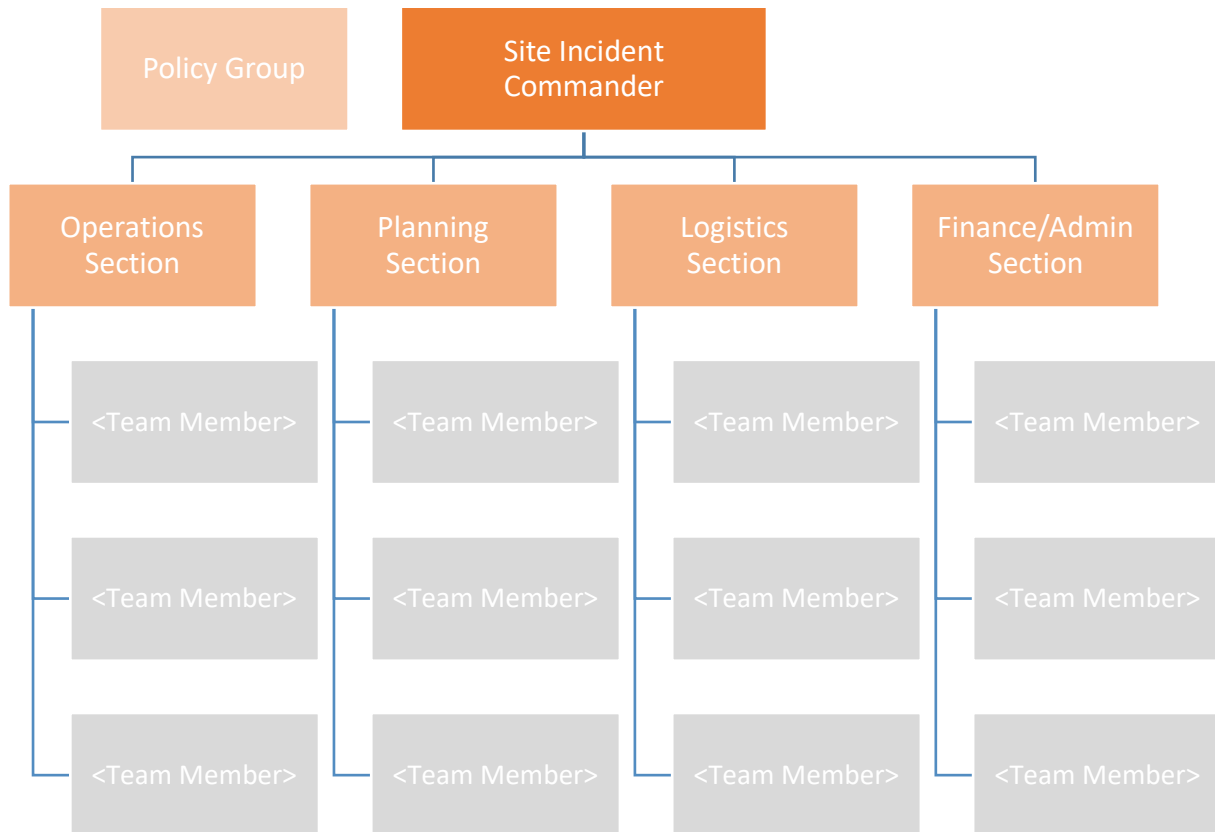 Policy Group
Site Incident
Commander
Operations
Section
Planning
Section
Logistics
Section
Finance/Admin
Section
<Team Member>
<Team Member>
<Team Member>
<Team Member>
<Team Member>
<Team Member>
<Team Member>
<Team Member>
<Team Member>
<Team Member>
<Team Member>
<Team Member>